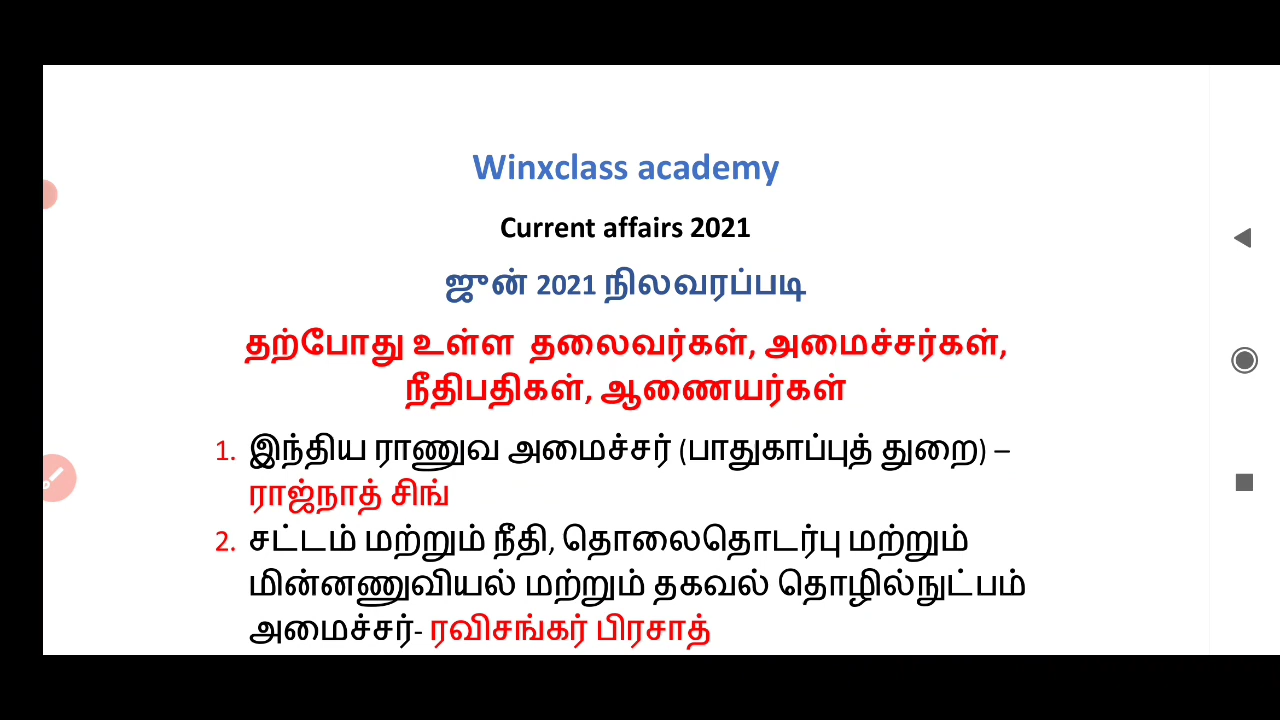 Winxclass academy
Current affairs 2021
ஜுன் 2021 நிலவரப்படி
தற்போது உள்ள தலைவர்கள், அமைச்சர்கள்,
நீதிபதிகள், ஆணையர்கள்
1. இந்திய ராணுவ அமைச்சர் (பாதுகாப்புத் துறை) –
ராஜ்நாத் சிங்
2. சட்டம் மற்றும் நீதி, தொலைதொடர்பு மற்றும்
மின்னணுவியல் மற்றும் தகவல் தொழில்நுட்பம்
அமைச்சர்- ரவிசங்கர் பிரசாத்